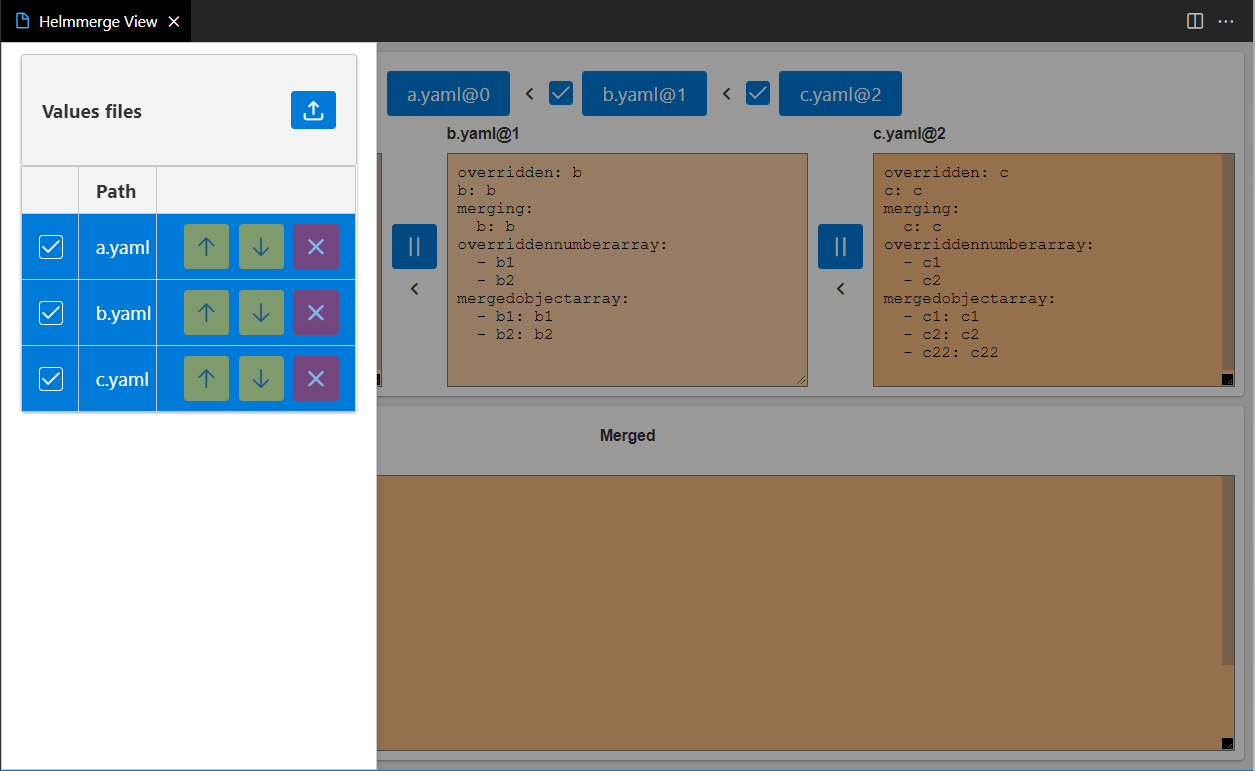 Helmmerge View
Values files
Path
a.yaml
b.yaml
c.yaml
a.yaml@0 < b.yaml@1 < c.yaml@2
b.yaml@1
overridden: b
b: b
merging:
  b: b
overriddennumberarray:
  - b1
  - b2
mergedobjectarray:
  - b1: b1
  - b2: b2
c.yaml@2
overridden: c
c: c
merging:
  c: c
overriddennumberarray:
  - c1
  - c2
mergedobjectarray:
  - c1: c1
  - c2: c2
  - c22: c22
Merged